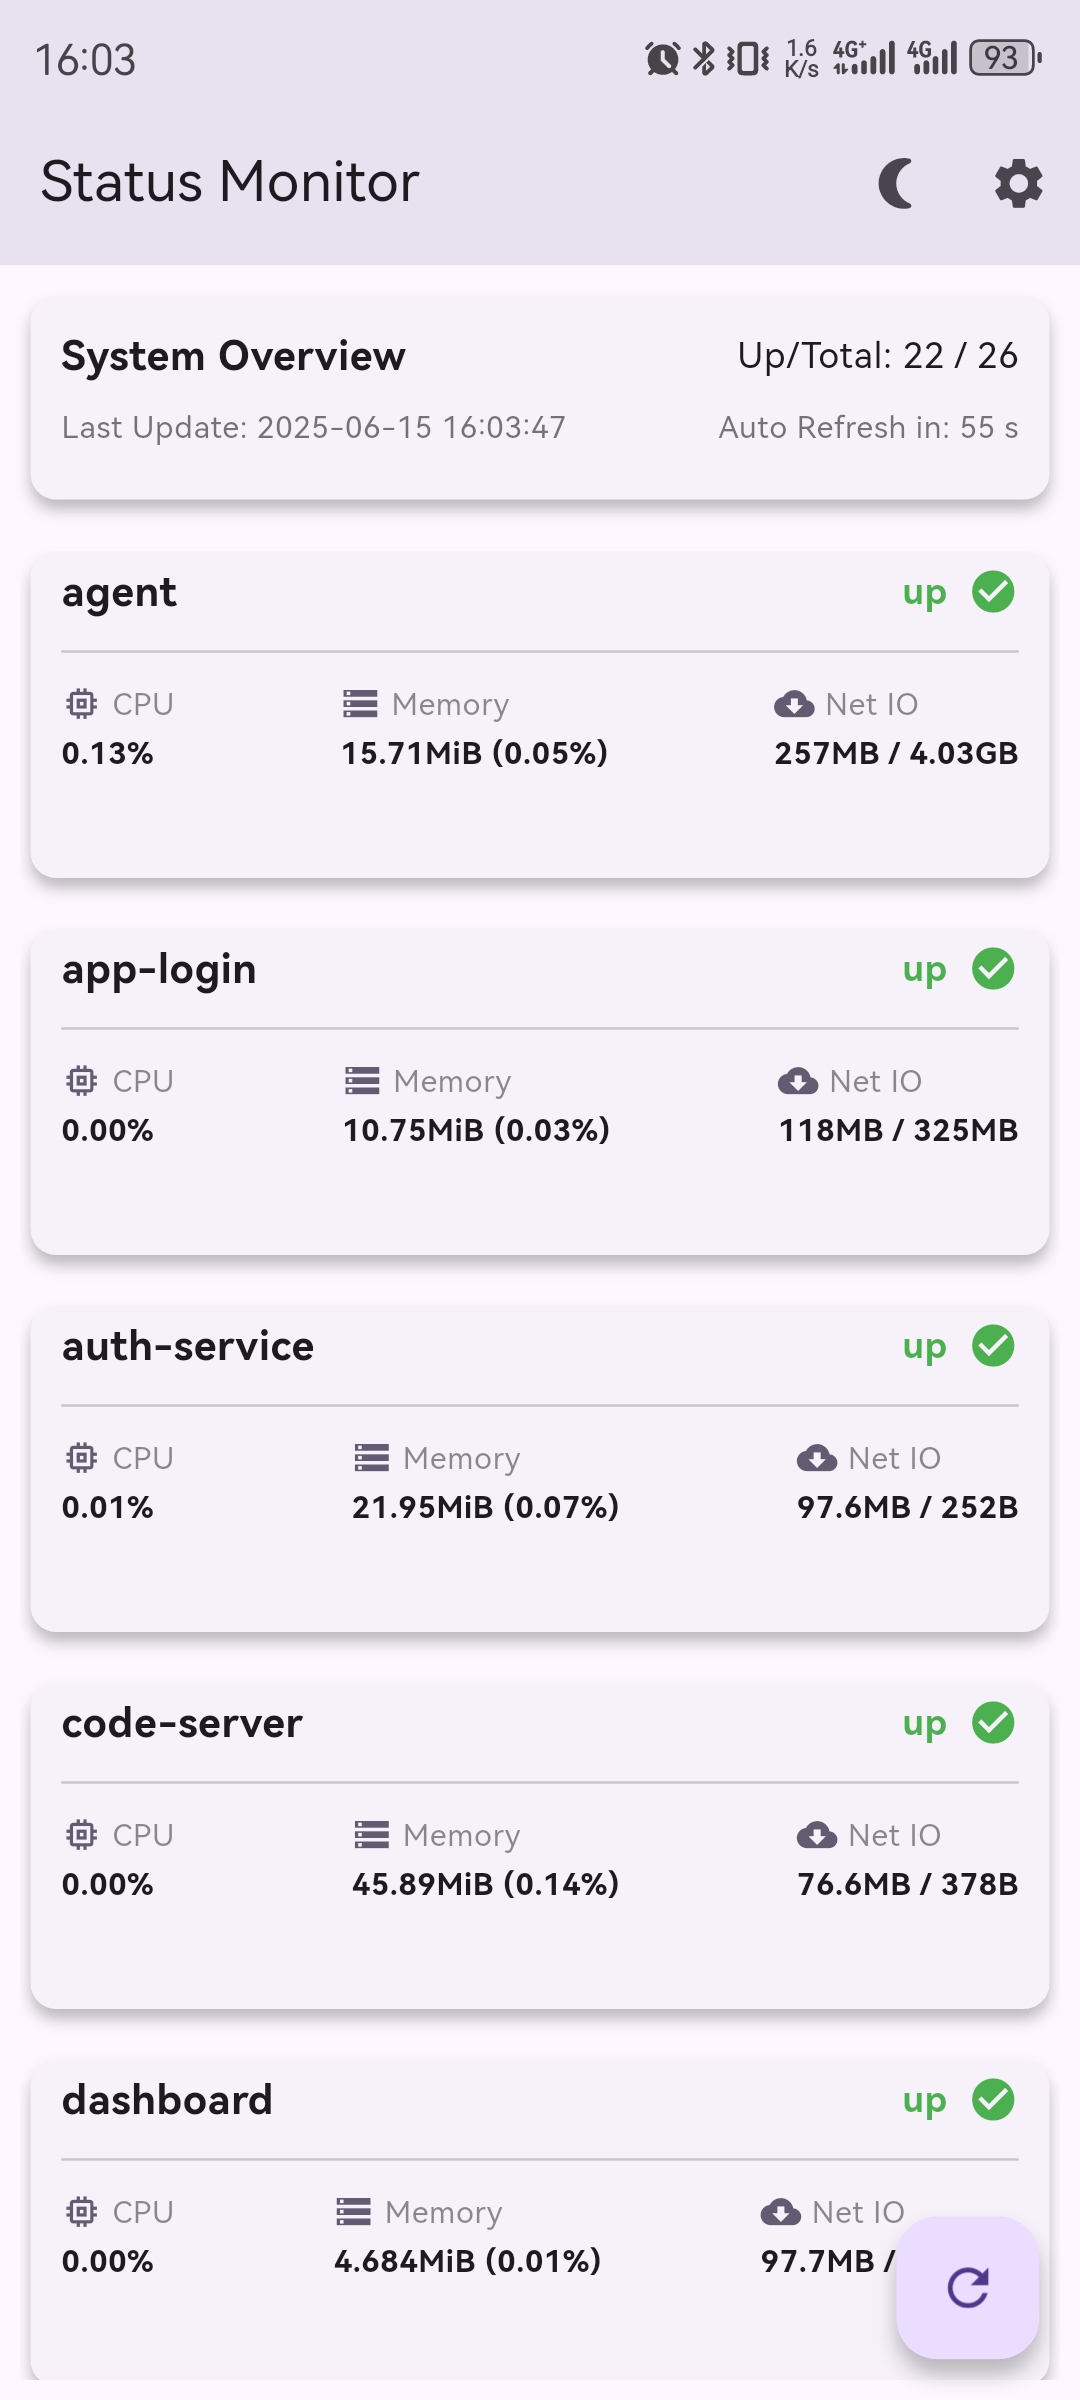 16:03
1.6 K/s 4G+ 4G 93
Status Monitor
System Overview Up/Total: 22 / 26
Last Update: 2025-06-15 16:03:47 Auto Refresh in: 55 s
agent up
CPU Memory Net IO
0.13% 15.71MiB (0.05%) 257MB / 4.03GB
app-login up
CPU Memory Net IO
0.00% 10.75MiB (0.03%) 118MB / 325MB
auth-service up
CPU Memory Net IO
0.01% 21.95MiB (0.07%) 97.6MB / 252B
code-server up
CPU Memory Net IO
0.00% 45.89MiB (0.14%) 76.6MB / 378B
dashboard up
CPU Memory Net IO
0.00% 4.684MiB (0.01%) 97.7MB /